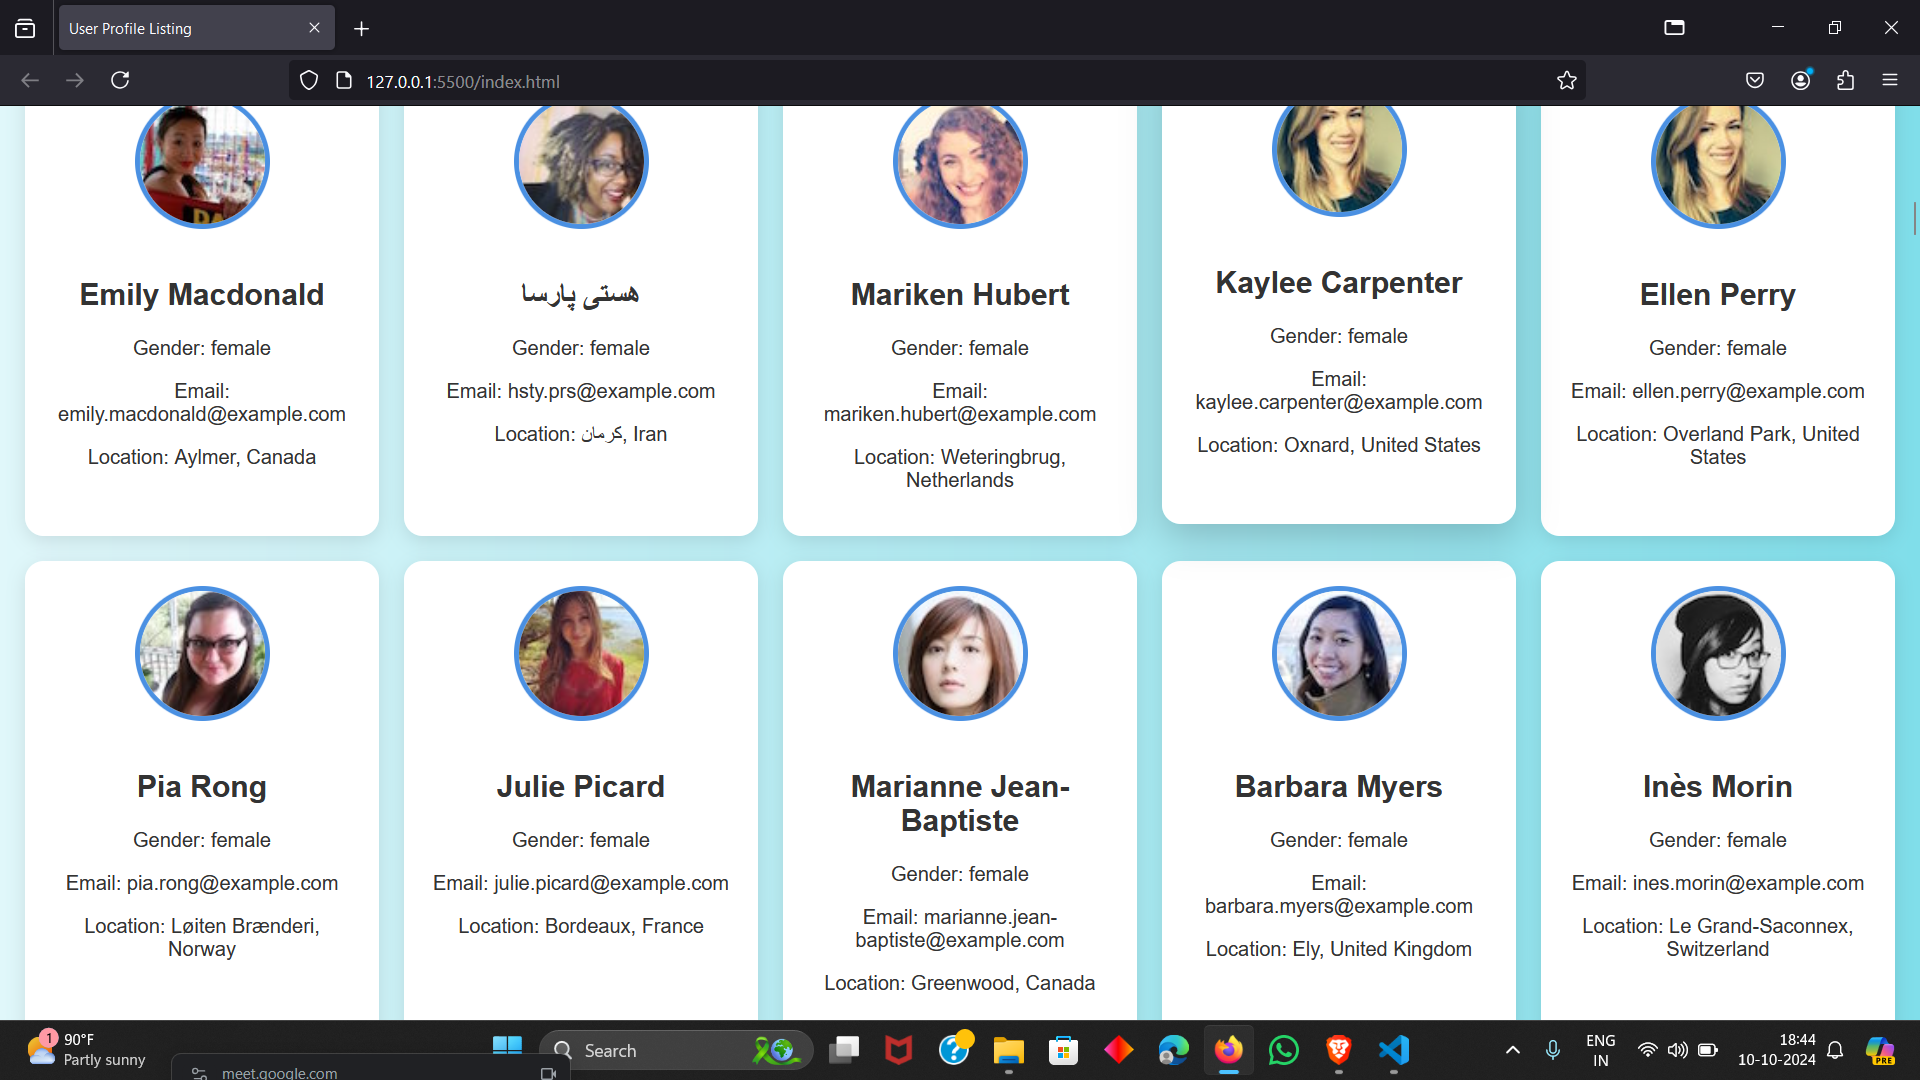 User Profile Listing
127.0.0.1:5500/index.html
Emily Macdonald
Gender: female
Email:
emily.macdonald@example.com
Location: Aylmer, Canada
هستی پارسا
Gender: female
Email: hsty.prs@example.com
Location: کرمان, Iran
Mariken Hubert
Gender: female
Email:
mariken.hubert@example.com
Location: Weteringbrug,
Netherlands
Kaylee Carpenter
Gender: female
Email:
kaylee.carpenter@example.com
Location: Oxnard, United States
Ellen Perry
Gender: female
Email: ellen.perry@example.com
Location: Overland Park, United
States
Pia Rong
Gender: female
Email: pia.rong@example.com
Location: Løiten Brænderi,
Norway
Julie Picard
Gender: female
Email: julie.picard@example.com
Location: Bordeaux, France
Marianne Jean-
Baptiste
Gender: female
Email: marianne.jean-
baptiste@example.com
Location: Greenwood, Canada
Barbara Myers
Gender: female
Email:
barbara.myers@example.com
Location: Ely, United Kingdom
Inès Morin
Gender: female
Email: ines.morin@example.com
Location: Le Grand-Saconnex,
Switzerland
1
90°F
Partly sunny
meet.google.com
Search
ENG
IN
18:44
10-10-2024
PRE